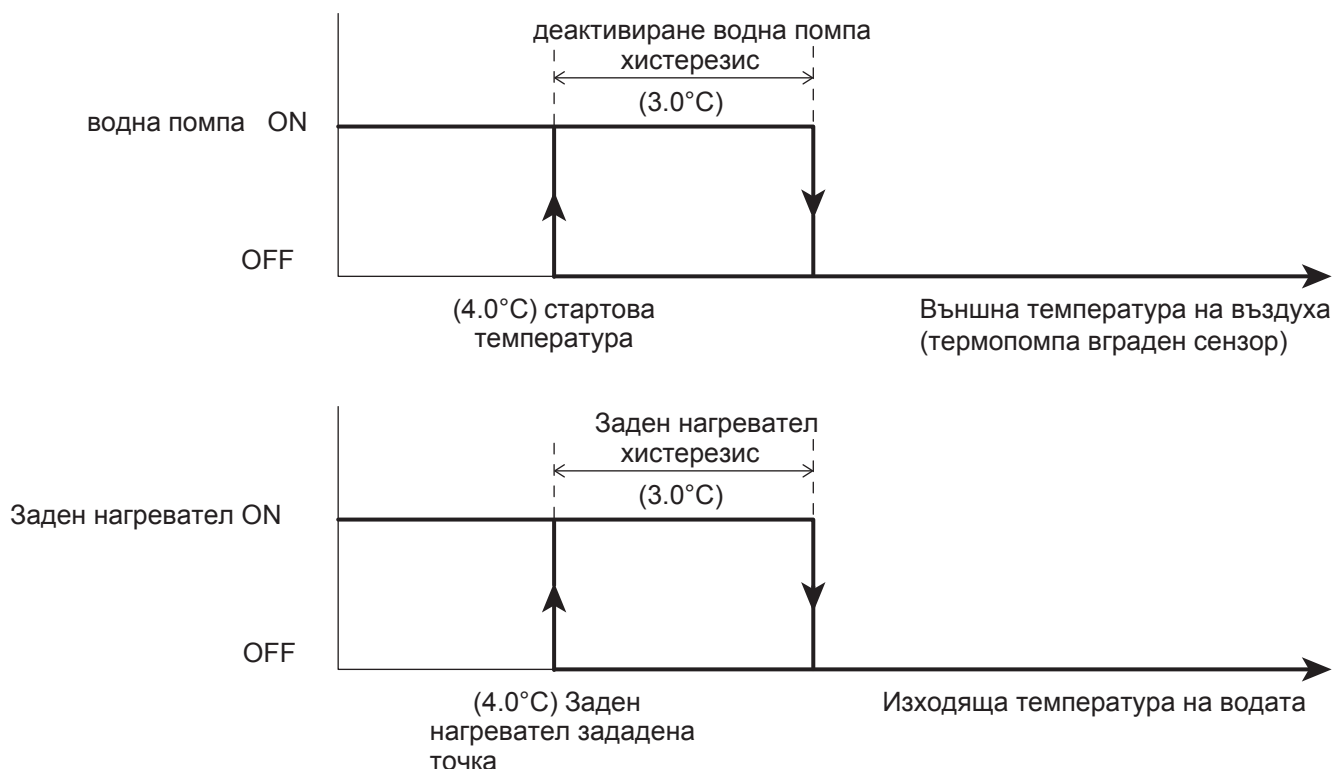 деактивиране водна помпа
хистерезис
(3.0°C)
водна помпа ON
OFF
(4.0°C) стартова
температура
Външна температура на въздуха
(термопомпа вграден сензор)
Заден нагревател
хистерезис
(3.0°C)
Заден нагревател ON
OFF
(4.0°C) Заден
нагревател зададена
точка
Изходяща температура на водата